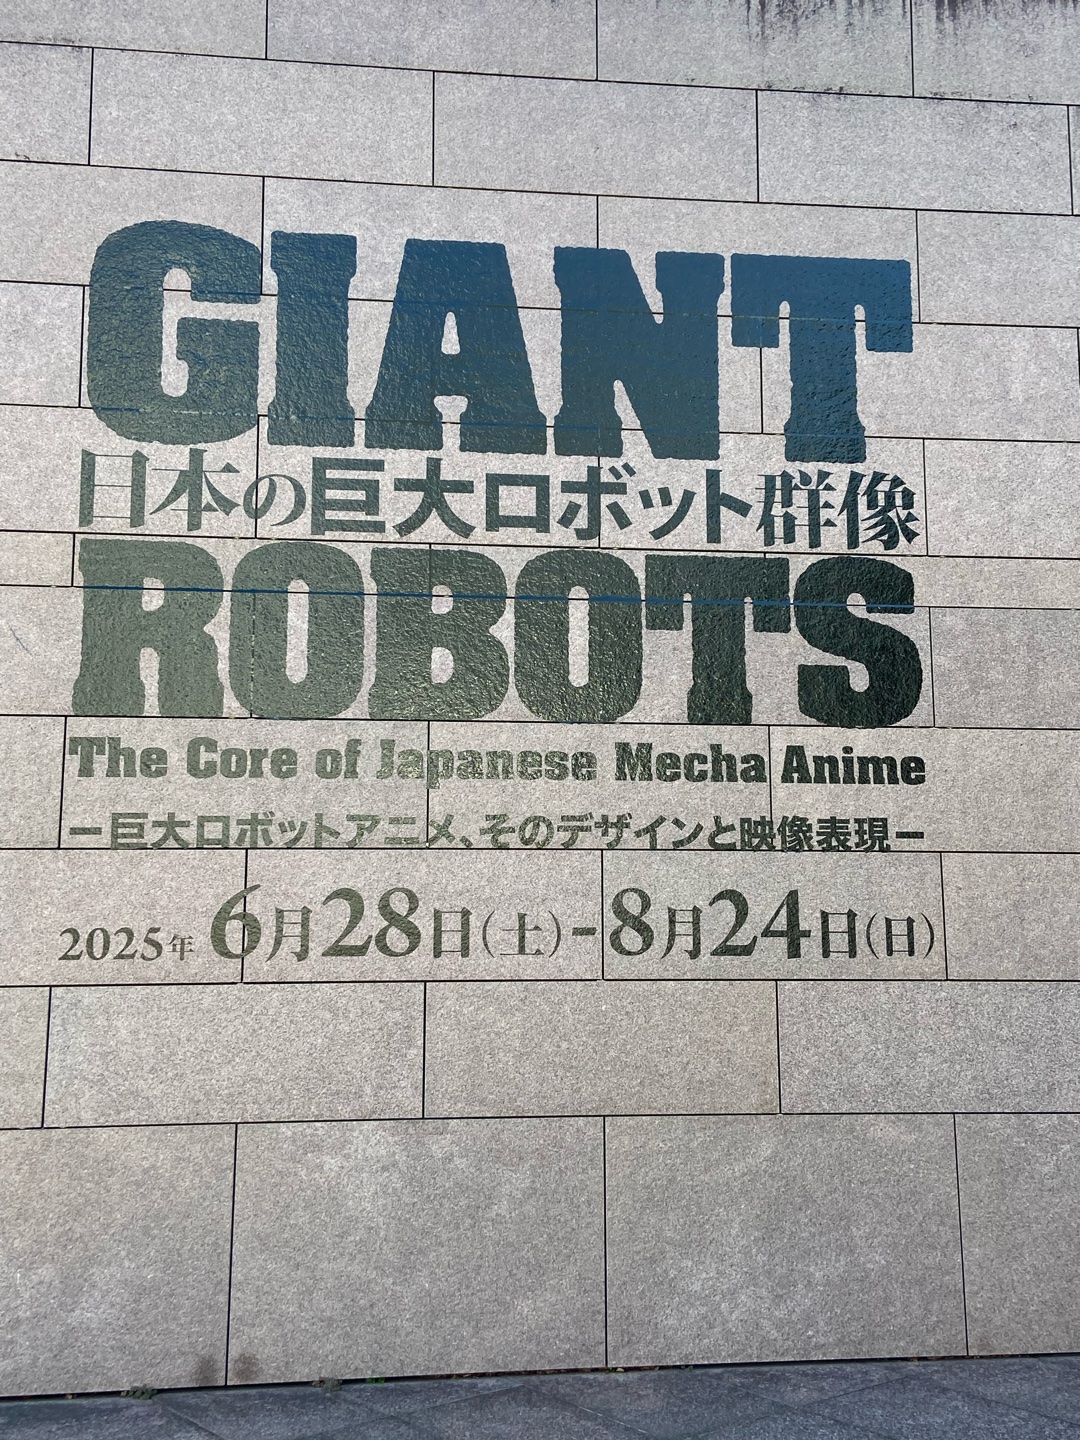 GIANT
日本の巨大ロボット群像
ROBOTS
The Core of Japanese Mecha Anime
ー巨大ロボットアニメ、そのデザインと映像表現ー
2025年 6月28日(土)-8月24日(日)